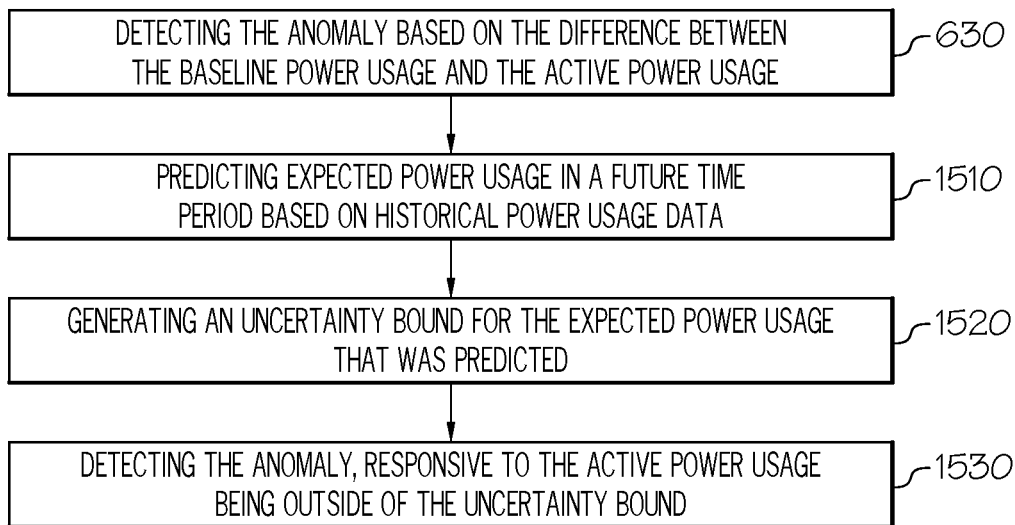 DETECTING THE ANOMALY BASED ON THE DIFFERENCE BETWEEN
THE BASELINE POWER USAGE AND THE ACTIVE POWER USAGE
630
PREDICTING EXPECTED POWER USAGE IN A FUTURE TIME
PERIOD BASED ON HISTORICAL POWER USAGE DATA
1510
GENERATING AN UNCERTAINTY BOUND FOR THE EXPECTED POWER USAGE
THAT WAS PREDICTED
1520
DETECTING THE ANOMALY, RESPONSIVE TO THE ACTIVE POWER USAGE
BEING OUTSIDE OF THE UNCERTAINTY BOUND
1530